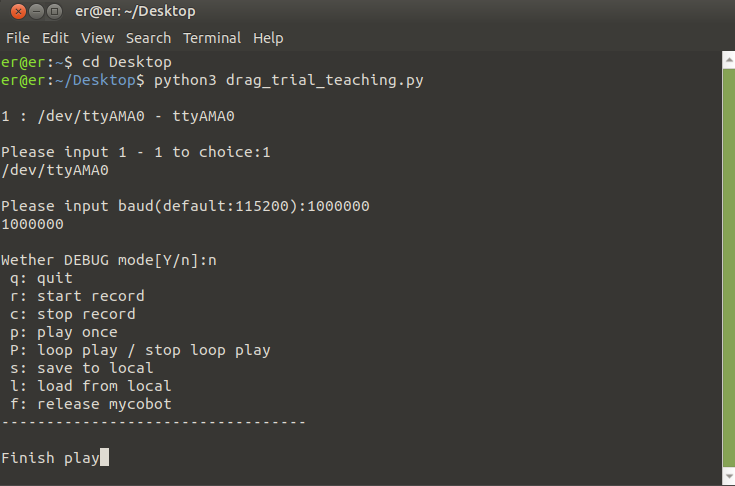 er@er: ~/Desktop
File Edit View Search Terminal Help
er@er:~$ cd Desktop
er@er:~/Desktop$ python3 drag_trial_teaching.py
1 : /dev/ttyAMA0 - ttyAMA0
Please input 1 - 1 to choice:1
/dev/ttyAMA0
Please input baud(default:115200):1000000
1000000
Wether DEBUG mode[Y/n]:n
q: quit
r: start record
c: stop record
p: play once
P: loop play / stop loop play
s: save to local
l: load from local
f: release mycobot
----------------------------------
Finish play